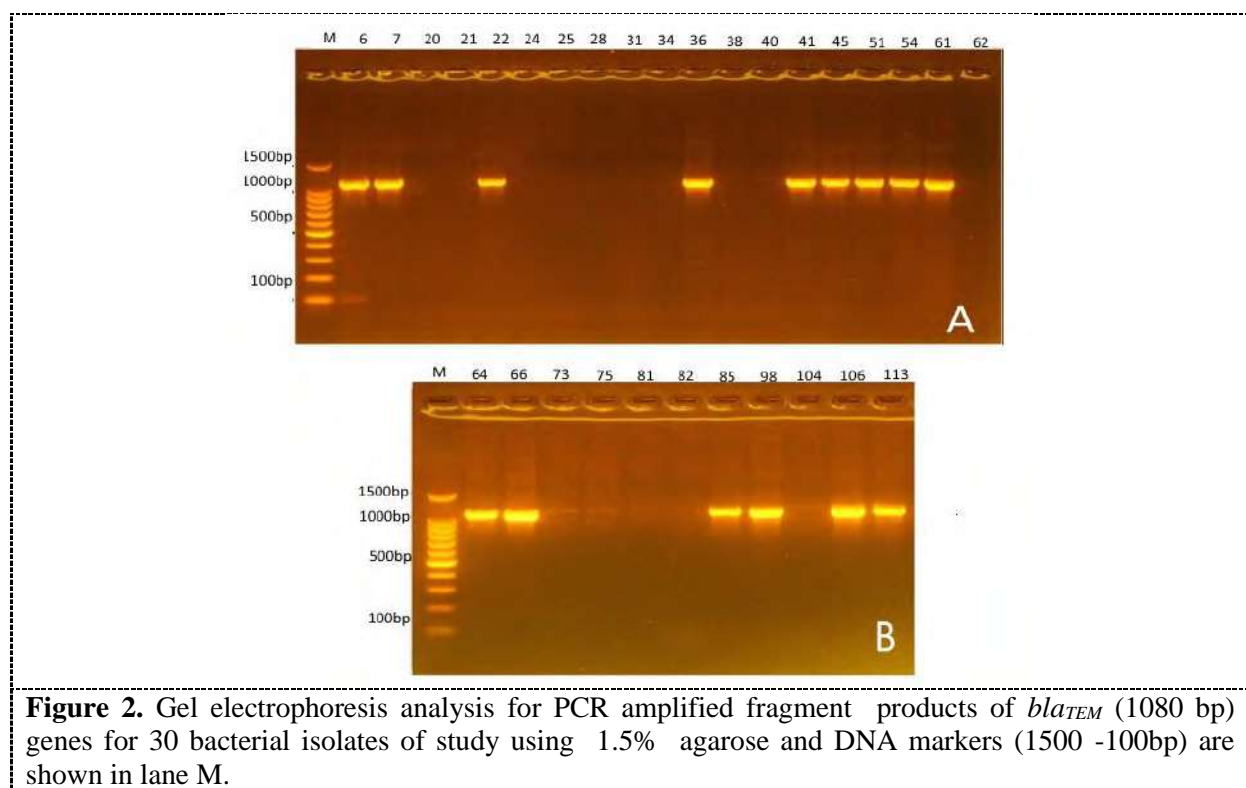 M 6 7 20 21 22 24 25 28 31 34 36 38 40 41 45 51 54 61 62
1500bp
1000bp
500bp
100bp
A
M 64 66 73 75 81 82 85 98 104 106 113
1500bp
1000bp
500bp
100bp
B
Figure 2. Gel electrophoresis analysis for PCR amplified fragment products of blaTEM (1080 bp)
genes for 30 bacterial isolates of study using 1.5% agarose and DNA markers (1500 -100bp) are
shown in lane M.